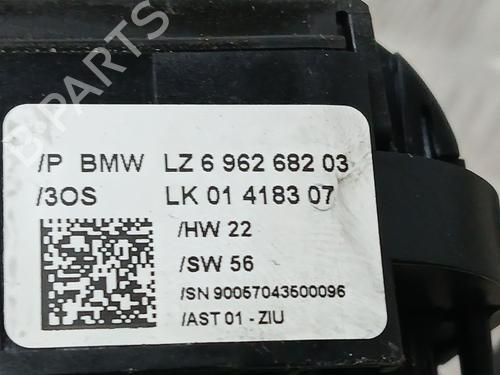 B-PARTS
/P BMW LZ 6 962 682 03
/3OS LK 01 4183 07
/HW 22
/SW 56
/SN 90057043500096
/AST 01 - ZIU